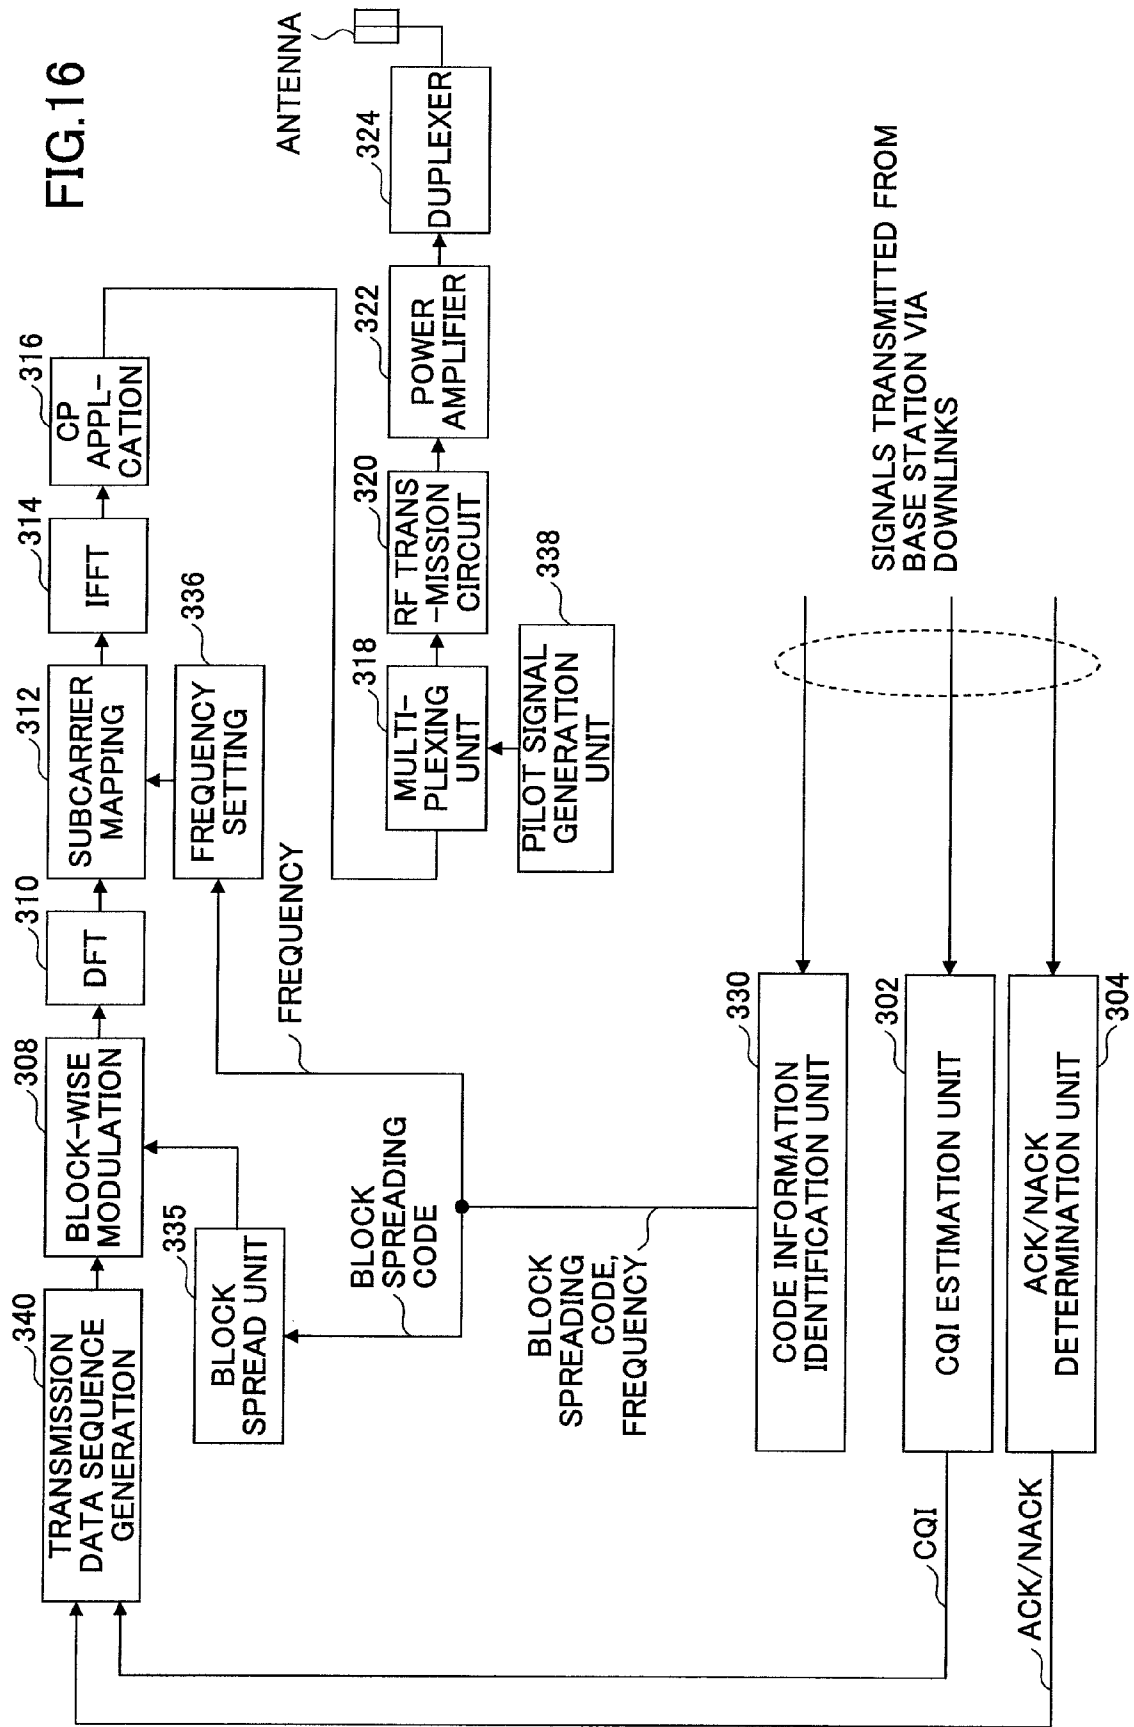 FIG.16
340
TRANSMISSION
DATA SEQUENCE
GENERATION
308
BLOCK-WISE
MODULATION
310
DFT
312
SUBCARRIER
MAPPING
314
IFFT
316
CP
APPLI-
CATION
335
BLOCK
SPREAD UNIT
336
FREQUENCY
SETTING
ANTENNA
FREQUENCY
318
MULTI-
PLEXING
UNIT
320
RF TRANS
-MISSION
CIRCUIT
322
POWER
AMPLIFIER
324
DUPLEXER
BLOCK
SPREADING
CODE
338
PILOT SIGNAL
GENERATION
UNIT
BLOCK
SPREADING
CODE,
FREQUENCY
330
CODE INFORMATION
IDENTIFICATION UNIT
SIGNALS TRANSMITTED FROM
BASE STATION VIA
DOWNLINKS
302
CQI ESTIMATION UNIT
CQI
304
ACK/NACK
DETERMINATION UNIT
ACK/NACK